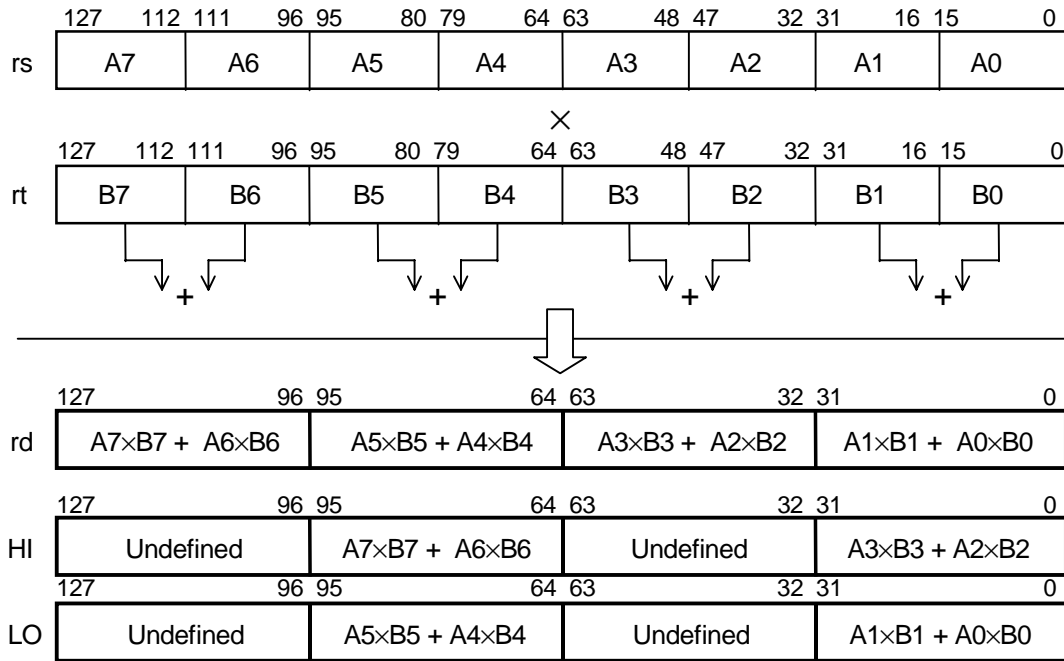 127 112 111 96 95 80 79 64 63 48 47 32 31 16 15 0
rs A7 A6 A5 A4 A3 A2 A1 A0
×
127 112 111 96 95 80 79 64 63 48 47 32 31 16 15 0
rt B7 B6 B5 B4 B3 B2 B1 B0
+ + + +
127 96 95 64 63 32 31 0
rd A7×B7 + A6×B6 A5×B5 + A4×B4 A3×B3 + A2×B2 A1×B1 + A0×B0
127 96 95 64 63 32 31 0
HI Undefined A7×B7 + A6×B6 Undefined A3×B3 + A2×B2
127 96 95 64 63 32 31 0
LO Undefined A5×B5 + A4×B4 Undefined A1×B1 + A0×B0